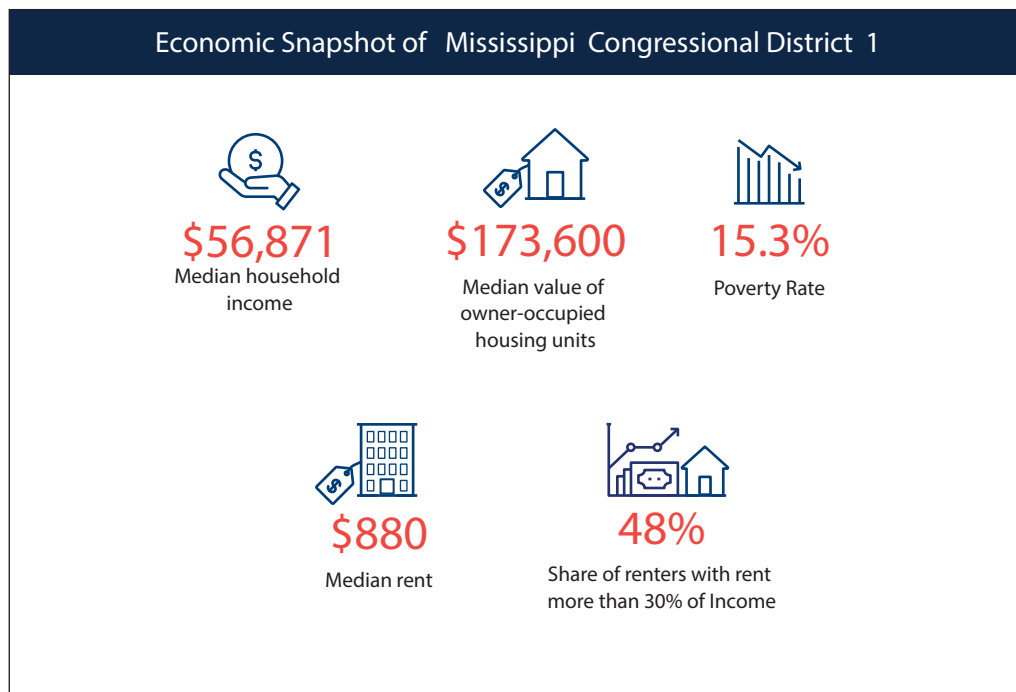 Economic Snapshot of Mississippi Congressional District 1
$
$56,871
Median household
income
$
$173,600
Median value of
owner-occupied
housing units
15.3%
Poverty Rate
$
$880
Median rent
48%
Share of renters with rent
more than 30% of Income